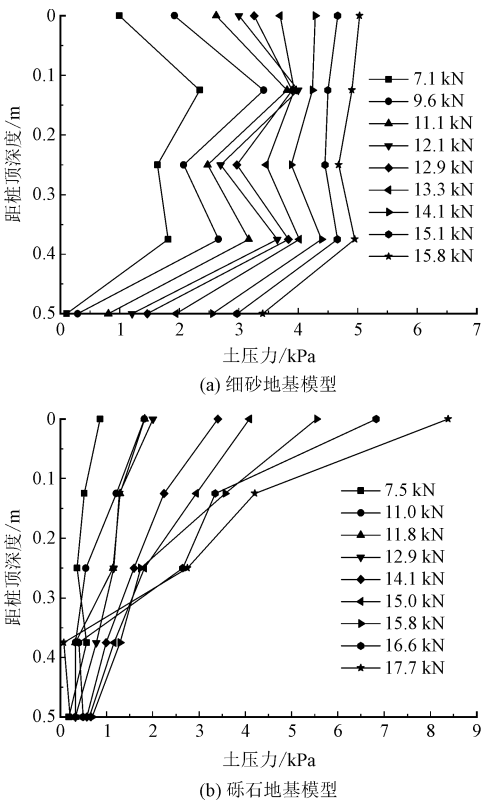 0
0.1
0.2
0.3
0.4
0.5
距桩顶深度/m
7.1 kN
9.6 kN
11.1 kN
12.1 kN
12.9 kN
13.3 kN
14.1 kN
15.1 kN
15.8 kN
0 1 2 3 4 5 6 7
土压力/kPa
(a) 细砂地基模型
0
0.1
0.2
0.3
0.4
0.5
距桩顶深度/m
7.5 kN
11.0 kN
11.8 kN
12.9 kN
14.1 kN
15.0 kN
15.8 kN
16.6 kN
17.7 kN
0 1 2 3 4 5 6 7 8 9
土压力/kPa
(b) 砾石地基模型